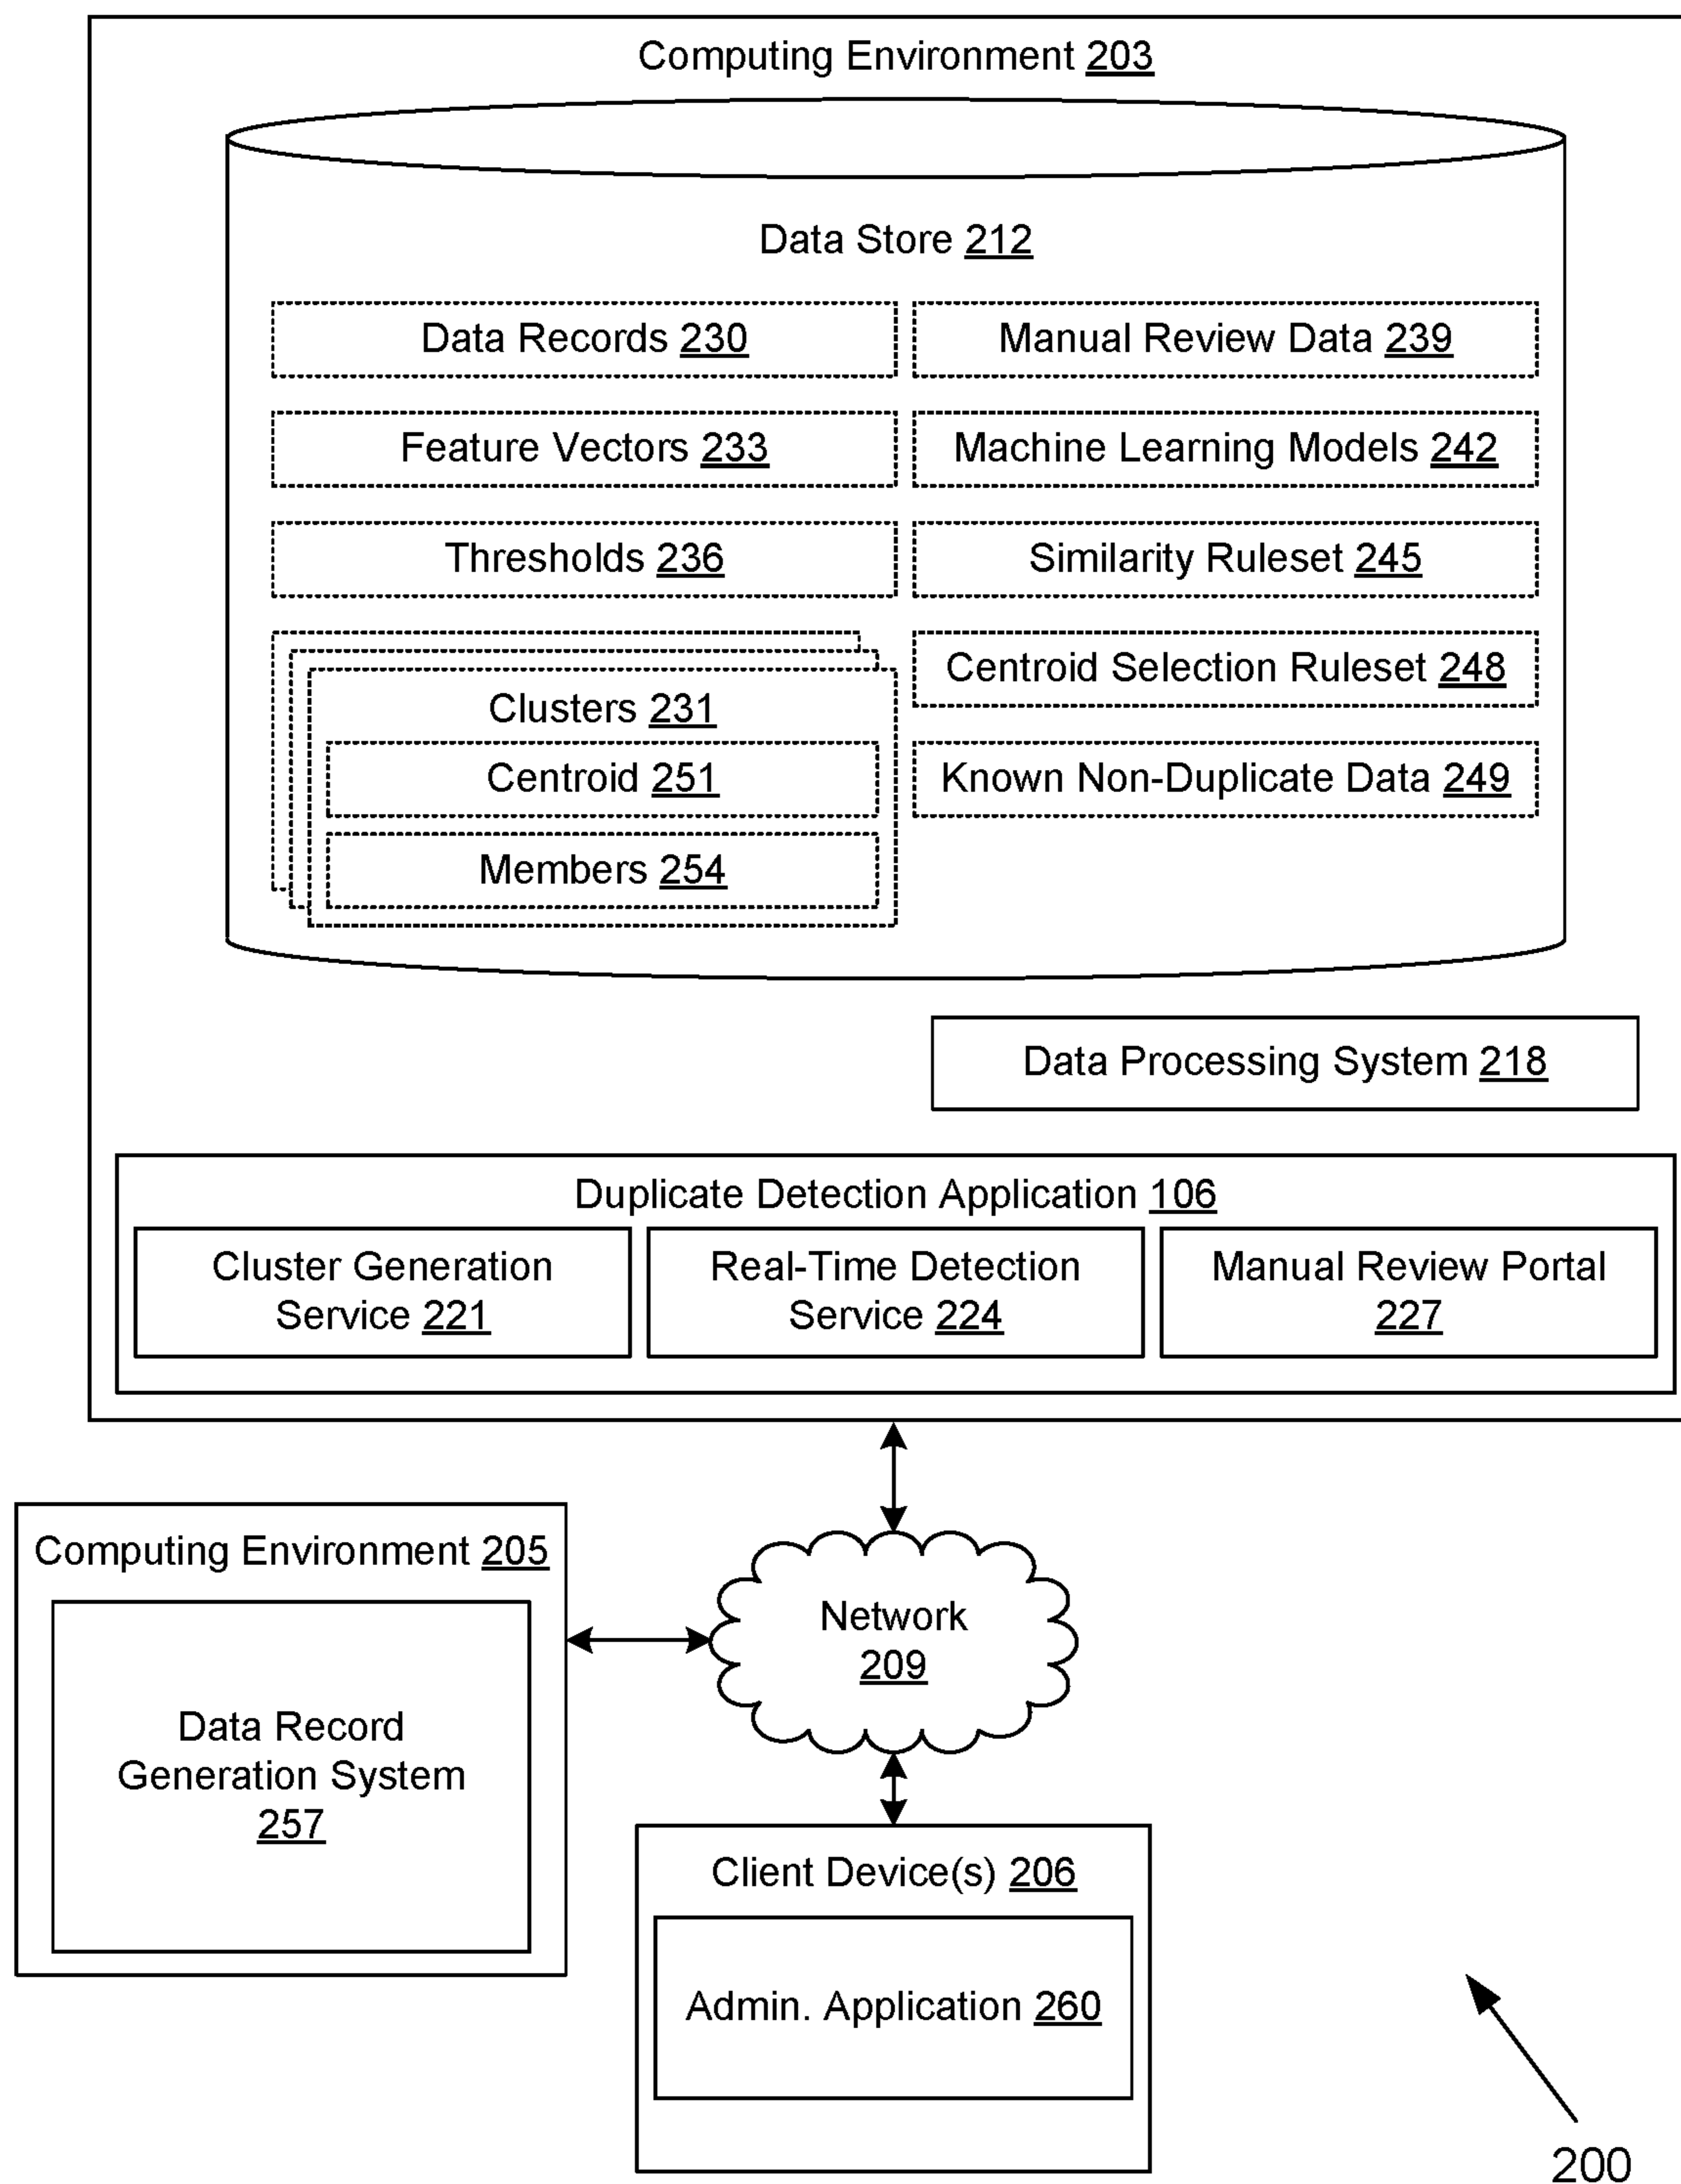 Computing Environment 203
Data Store 212
Data Records 230
Manual Review Data 239
Feature Vectors 233
Machine Learning Models 242
Thresholds 236
Similarity Ruleset 245
Clusters 231
Centroid 251
Members 254
Centroid Selection Ruleset 248
Known Non-Duplicate Data 249
Data Processing System 218
Duplicate Detection Application 106
Cluster Generation
Service 221
Real-Time Detection
Service 224
Manual Review Portal
227
Computing Environment 205
Data Record
Generation System
257
Network
209
Client Device(s) 206
Admin. Application 260
200